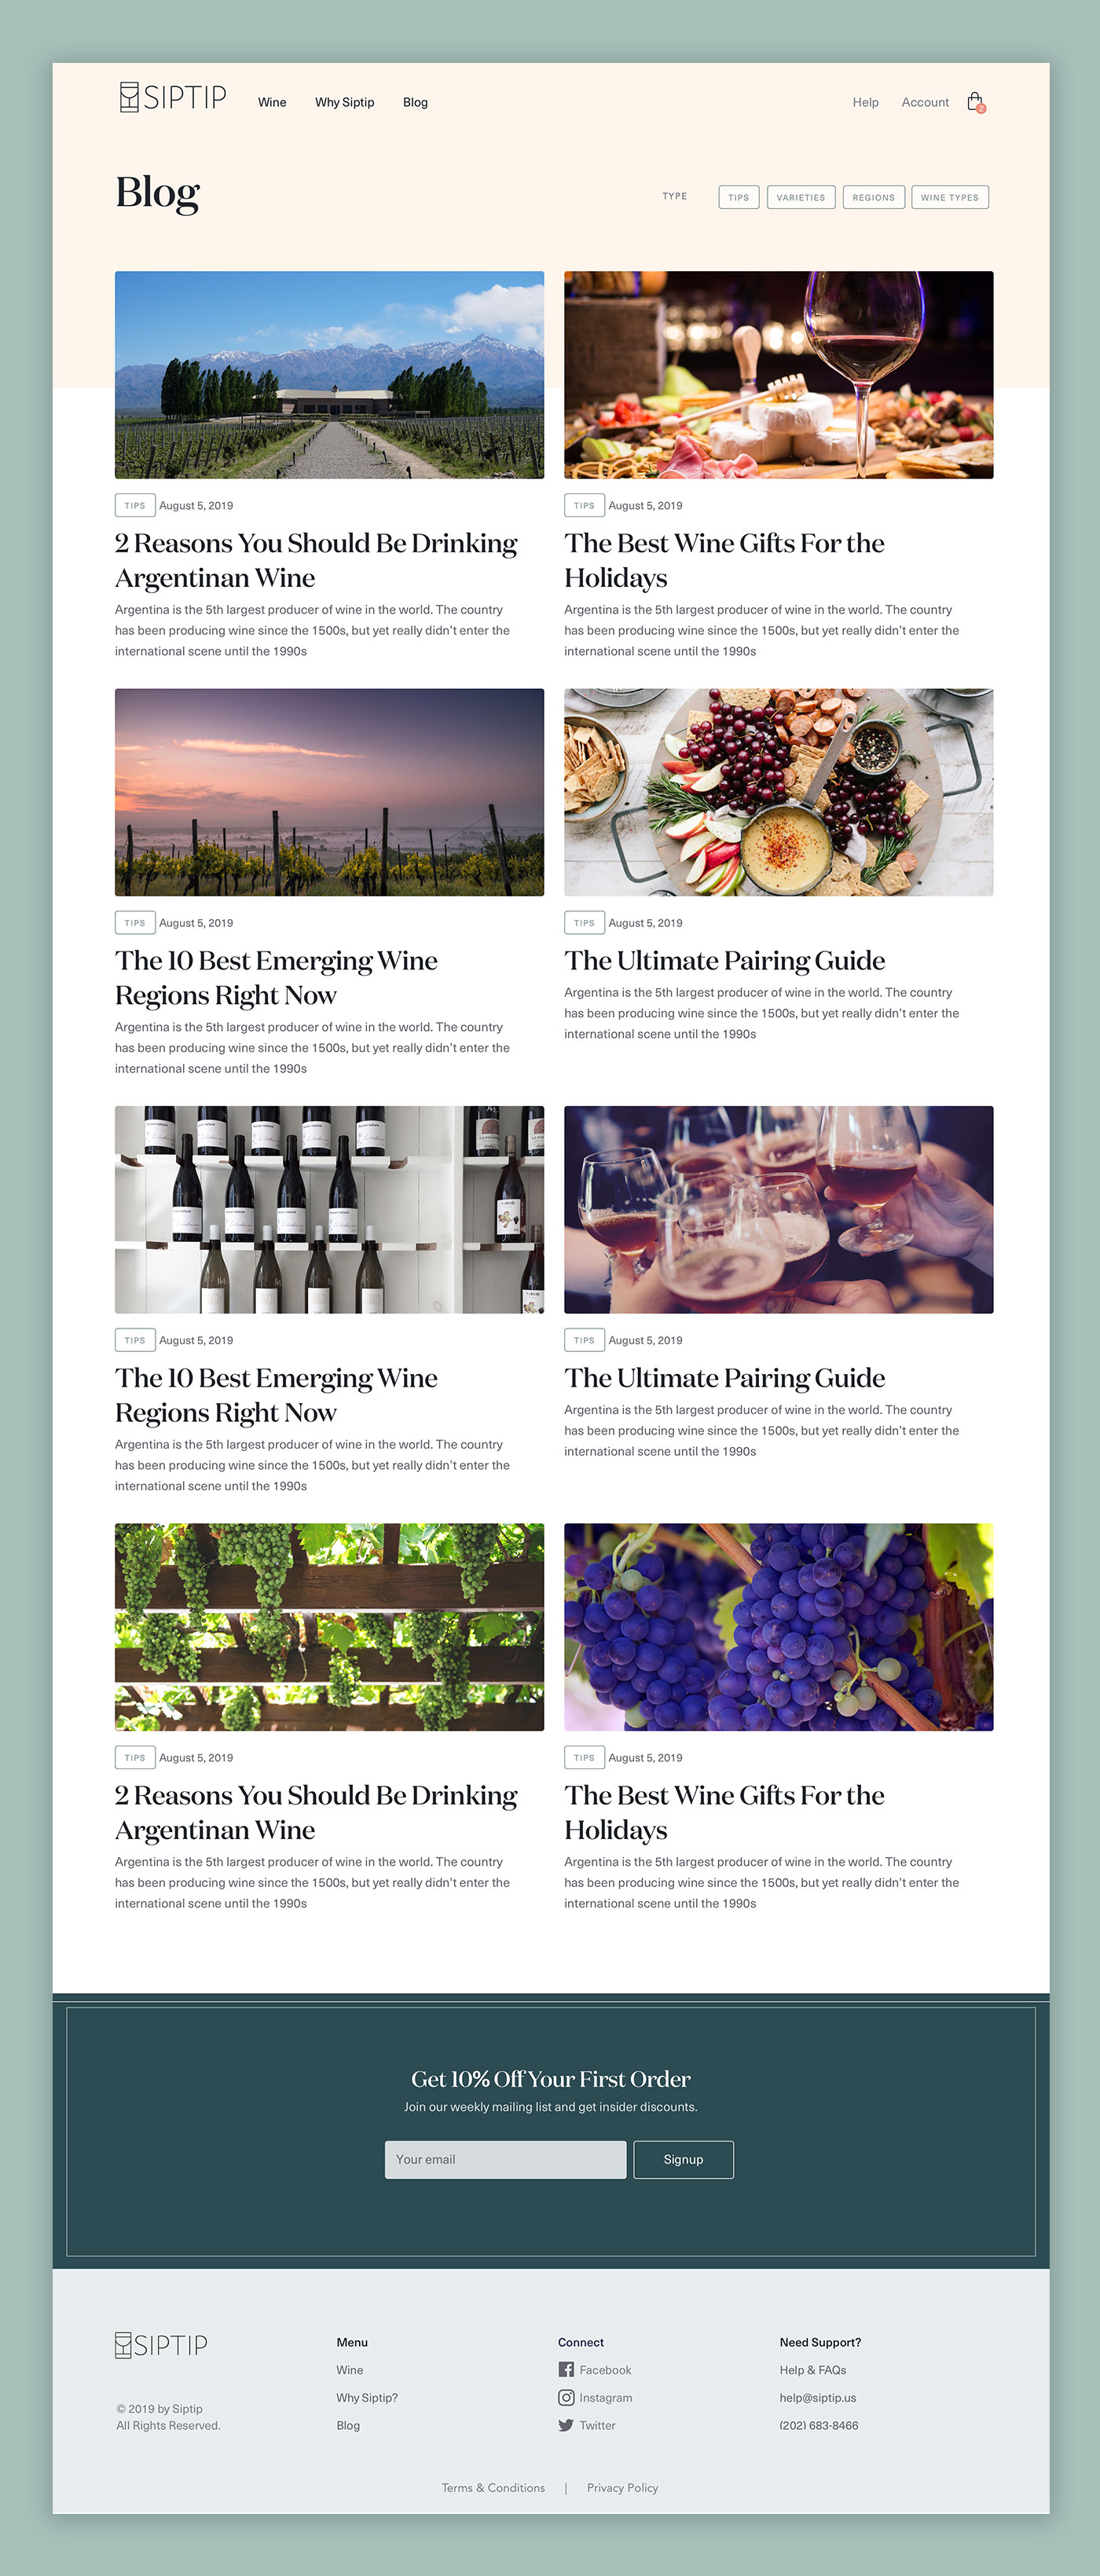 SIPTIP
Wine
Why Siptip
Blog
Help
Account
2
Blog
TYPE
TIPS
VARIETIES
REGIONS
WINE TYPES
TIPS August 5, 2019
2 Reasons You Should Be Drinking
Argentinan Wine
Argentina is the 5th largest producer of wine in the world. The country
has been producing wine since the 1500s, but yet really didn't enter the
international scene until the 1990s
TIPS August 5, 2019
The Best Wine Gifts For the
Holidays
Argentina is the 5th largest producer of wine in the world. The country
has been producing wine since the 1500s, but yet really didn't enter the
international scene until the 1990s
TIPS August 5, 2019
The 10 Best Emerging Wine
Regions Right Now
Argentina is the 5th largest producer of wine in the world. The country
has been producing wine since the 1500s, but yet really didn't enter the
international scene until the 1990s
TIPS August 5, 2019
The Ultimate Pairing Guide
Argentina is the 5th largest producer of wine in the world. The country
has been producing wine since the 1500s, but yet really didn't enter the
international scene until the 1990s
TIPS August 5, 2019
The 10 Best Emerging Wine
Regions Right Now
Argentina is the 5th largest producer of wine in the world. The country
has been producing wine since the 1500s, but yet really didn't enter the
international scene until the 1990s
TIPS August 5, 2019
The Ultimate Pairing Guide
Argentina is the 5th largest producer of wine in the world. The country
has been producing wine since the 1500s, but yet really didn't enter the
international scene until the 1990s
TIPS August 5, 2019
2 Reasons You Should Be Drinking
Argentinan Wine
Argentina is the 5th largest producer of wine in the world. The country
has been producing wine since the 1500s, but yet really didn't enter the
international scene until the 1990s
TIPS August 5, 2019
The Best Wine Gifts For the
Holidays
Argentina is the 5th largest producer of wine in the world. The country
has been producing wine since the 1500s, but yet really didn't enter the
international scene until the 1990s
Get 10% Off Your First Order
Join our weekly mailing list and get insider discounts.
Your email
Signup
SIPTIP
© 2019 by Siptip
All Rights Reserved.
Menu
Wine
Why Siptip?
Blog
Connect
Facebook
Instagram
Twitter
Need Support?
Help & FAQs
help@siptip.us
(202) 683-8466
Terms & Conditions | Privacy Policy